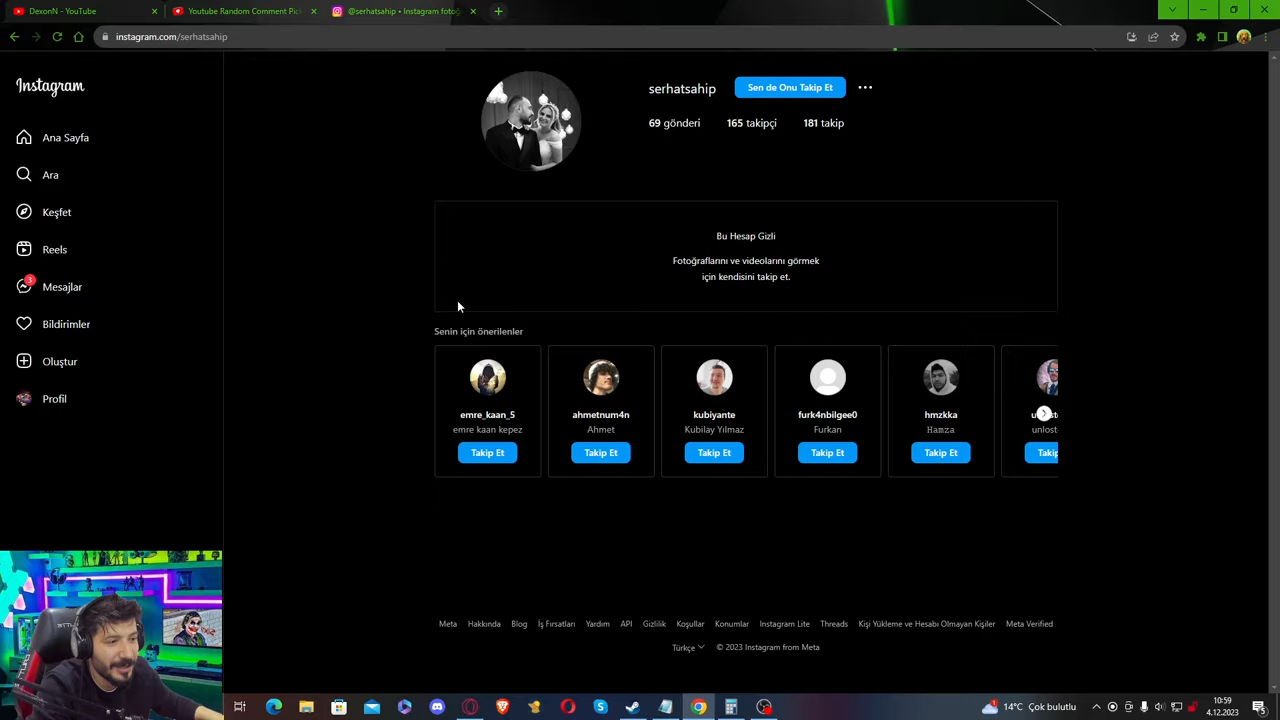 DexonN - YouTube
Youtube Random Comment Pick
@serhatsahip • Instagram fotoğ
instagram.com/serhatsahip
Instagram
Ana Sayfa
Ara
Keşfet
Reels
3
Mesajlar
Bildirimler
Oluştur
Profil
serhatsahip
Sen de Onu Takip Et
69 gönderi
165 takipçi
181 takip
Bu Hesap Gizli
Fotoğraflarını ve videolarını görmek
için kendisini takip et.
Senin için önerilenler
emre_kaan_5
emre kaan kepez
Takip Et
ahmetnum4n
Ahmet
Takip Et
kubiyante
Kubilay Yılmaz
Takip Et
furk4nbilgee0
Furkan
Takip Et
hmzkka
Hamza
Takip Et
unlost
Takip
Meta Hakkında Blog İş Fırsatları Yardım API Gizlilik Koşullar Konumlar Instagram Lite Threads Kişi Yükleme ve Hesabı Olmayan Kişiler Meta Verified
Türkçe © 2023 Instagram from Meta
14°C Çok bulutlu
10:59
4.12.2023